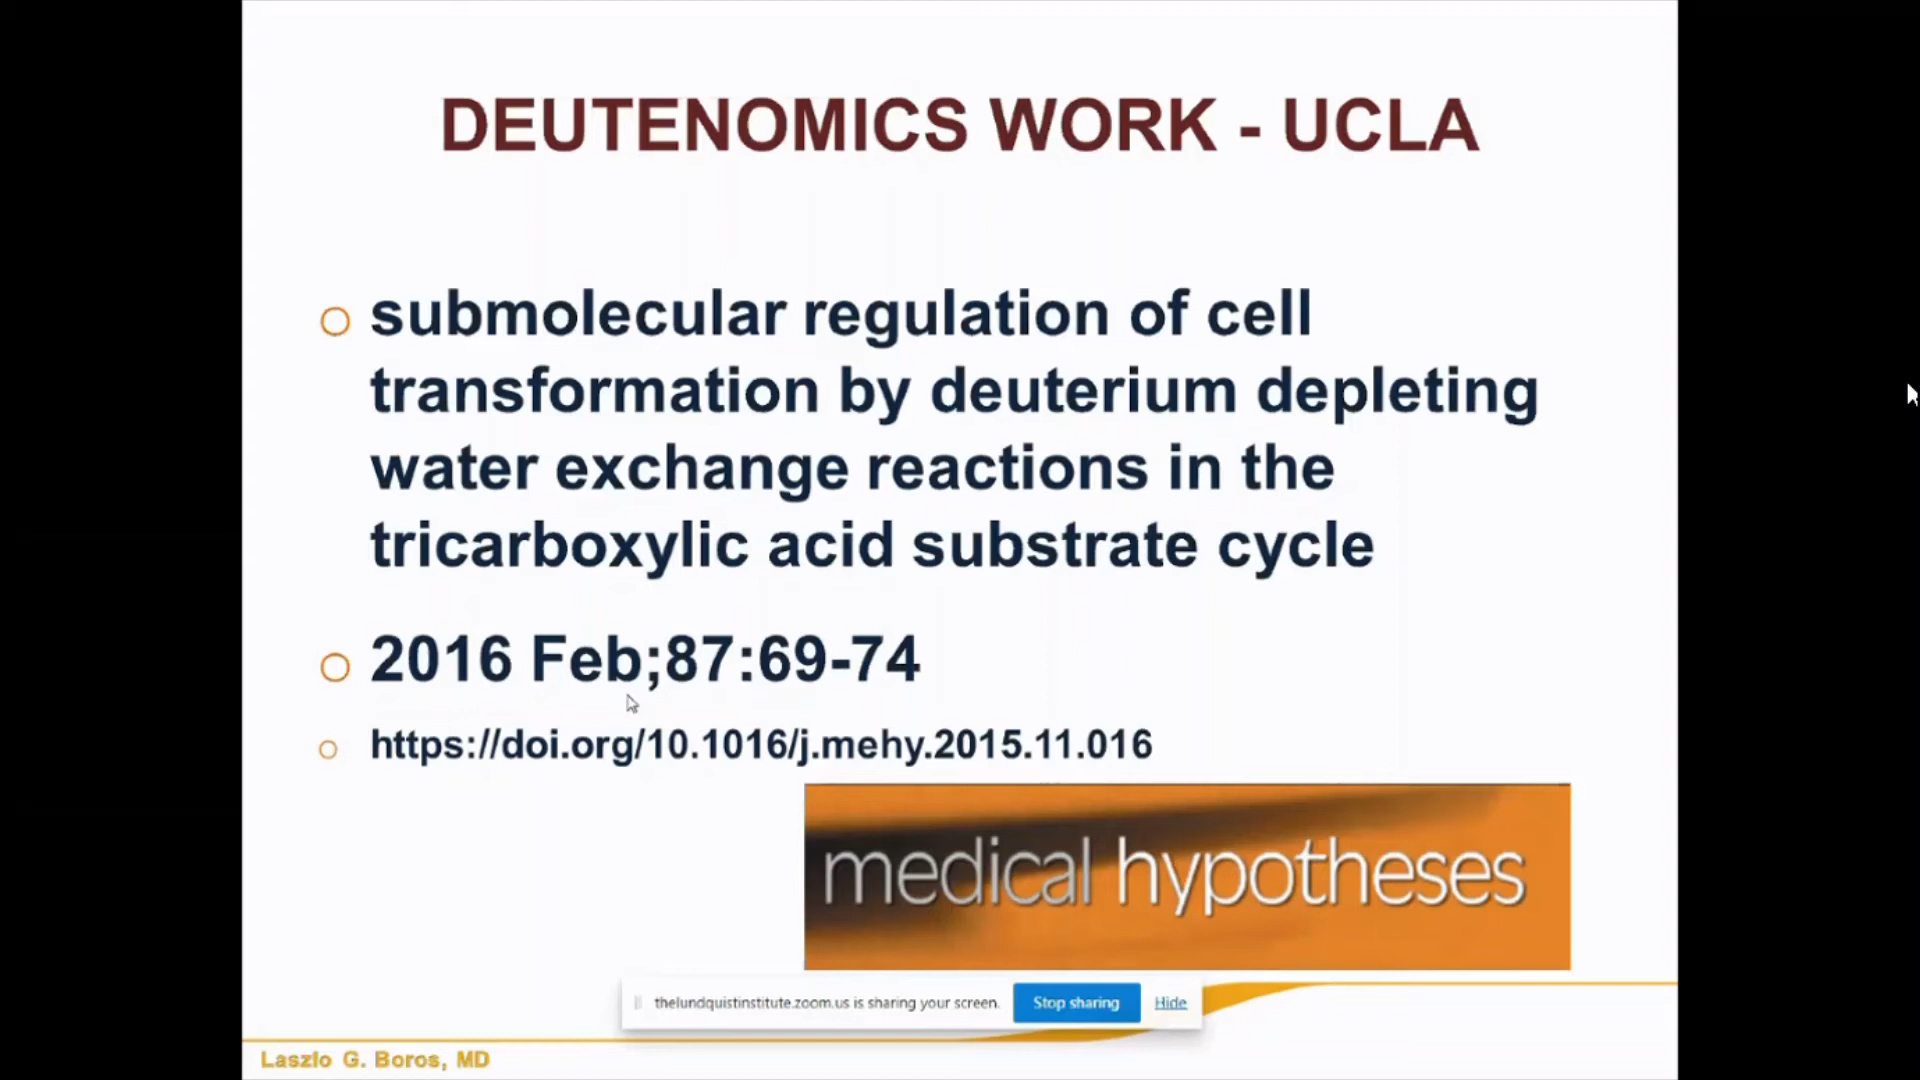 DEUTENOMICS WORK - UCLA
submolecular regulation of cell
transformation by deuterium depleting
water exchange reactions in the
tricarboxylic acid substrate cycle
2016 Feb;87:69-74
https://doi.org/10.1016/j.mehy.2015.11.016
medical hypotheses
thelundquistinstitute.zoom.us is sharing your screen. Stop sharing Hide
Laszlo G. Boros, MD